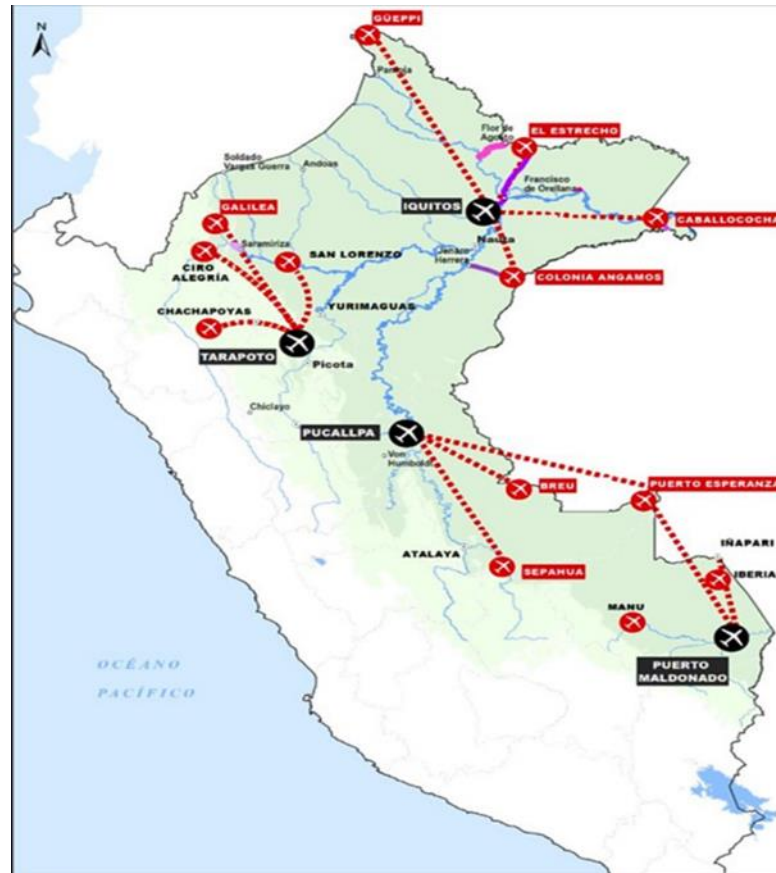 N
GÜEPPI
Pantoja
Flor de
Agosto
EL ESTRECHO
Soldado
Vargas Guerra
Andoas
Francisco
de Orellana
IQUITOS
GALILEA
CABALLOCOCHA
Nauta
Saramiriza
Jenaro
Herrera
SAN LORENZO
CIRO
ALEGRÍA
COLONIA ANGAMOS
CHACHAPOYAS
YURIMAGUAS
TARAPOTO
Picota
Chiclayo
PUCALLPA
Von
Humboldt
BREU
PUERTO ESPERANZA
ATALAYA
SEPAHUA
IÑAPARI
IBERIA
MANU
PUERTO
MALDONADO
OCÉANO
PACÍFICO